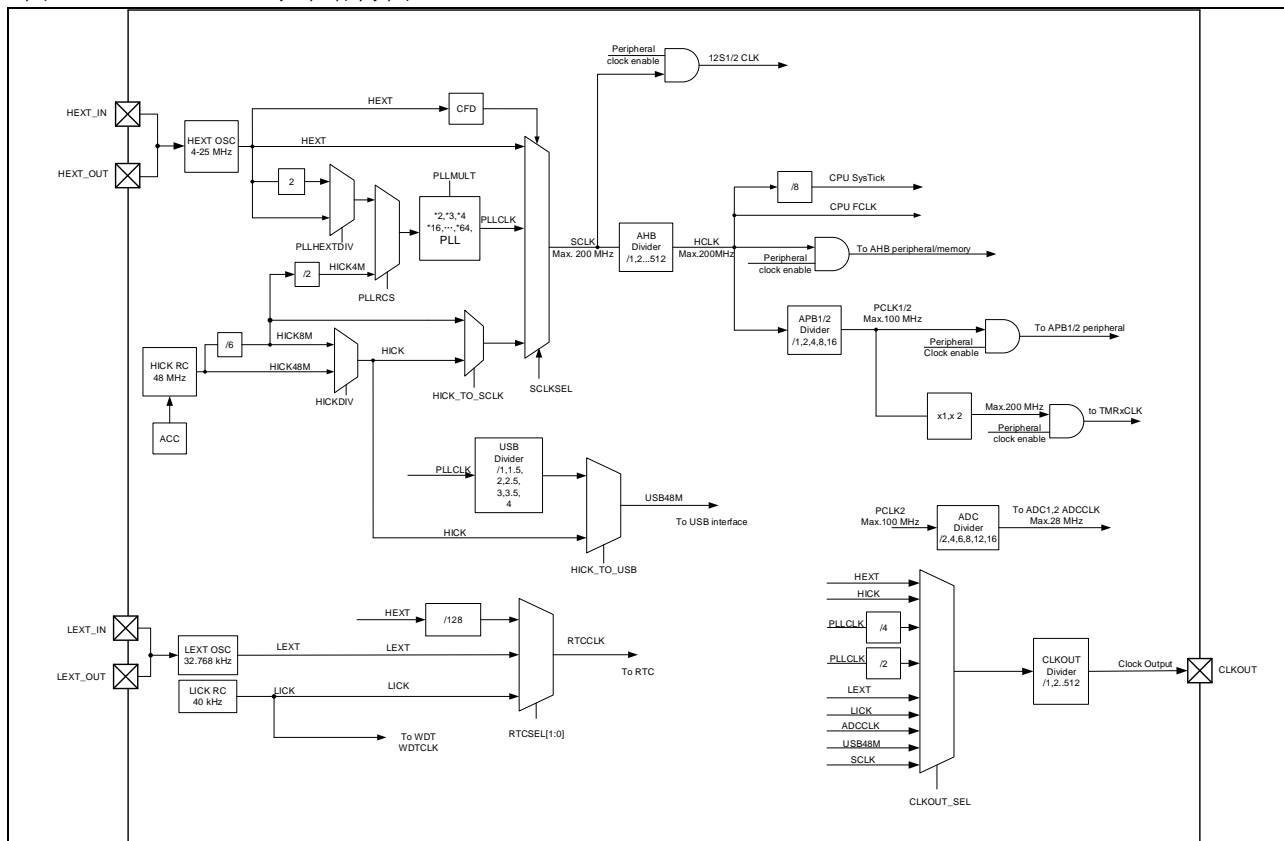 Peripheral
clock enable
12S1/2 CLK
HEXT_IN
HEXT_OUT
HEXT OSC
4-25 MHz
HEXT
CFD
HEXT
2
PLLHEXTDIV
PLLMULT
*2,*3,*4
*16,···,*64,
PLL
PLLCLK
/2
HICK4M
PLLRCS
SCLK
Max. 200 MHz
AHB
Divider
/1,2...512
HCLK
Max.200MHz
/8
CPU SysTick
CPU FCLK
To AHB peripheral/memory
Peripheral
clock enable
APB1/2
Divider
/1,2,4,8,16
PCLK1/2
Max.100 MHz
To APB1/2 peripheral
Peripheral
Clock enable
x1,x 2
Max.200 MHz
to TMRxCLK
Peripheral
clock enable
/6
HICK8M
HICK RC
48 MHz
HICK48M
HICK
HICKDIV
HICK_TO_SCLK
SCLKSEL
ACC
PLLCLK
USB
Divider
/1,1.5,
2,2.5,
3,3.5,
4
USB48M
To USB interface
HICK
HICK_TO_USB
PCLK2
Max.100 MHz
ADC
Divider
/2,4,6,8,12,16
To ADC1,2 ADCCLK
Max.28 MHz
LEXT_IN
LEXT_OUT
LEXT OSC
32.768 kHz
LEXT
HEXT
/128
LEXT
RTCCLK
To RTC
LICK RC
40 kHz
LICK
LICK
RTCSEL[1:0]
To WDT
WDTCLK
HEXT
HICK
PLLCLK
/4
PLLCLK
/2
LEXT
LICK
ADCCLK
USB48M
SCLK
CLKOUT_SEL
CLKOUT
Divider
/1,2..512
Clock Output
CLKOUT